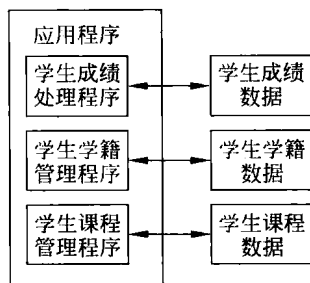 应用程序
学生成绩
处理程序
学生成绩
数据
学生学籍
管理程序
学生学籍
数据
学生课程
管理程序
学生课程
数据